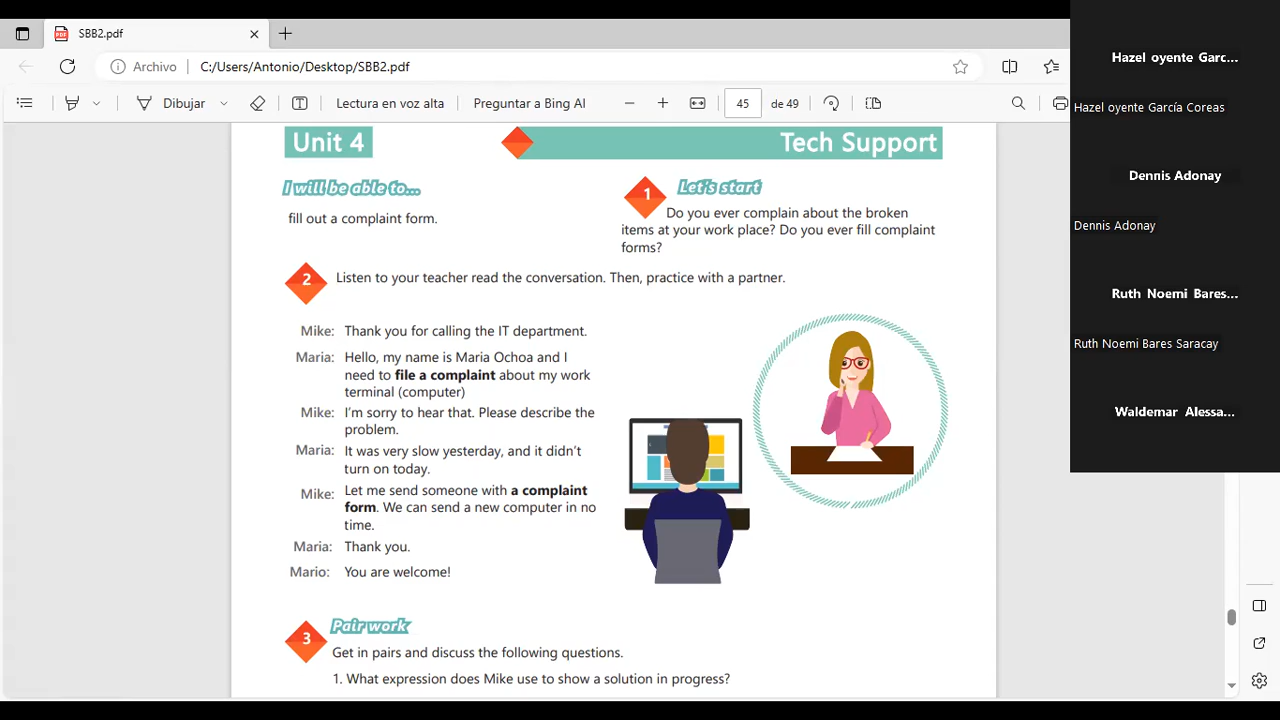 SBB2.pdf
Archivo
C:/Users/Antonio/Desktop/SBB2.pdf
Dibujar
Lectura en voz alta
Preguntar a Bing AI
45
de 49
Unit 4
Tech Support
I will be able to...
fill out a complaint form.
1
Let's start
Do you ever complain about the broken
items at your work place? Do you ever fill complaint
forms?
2
Listen to your teacher read the conversation. Then, practice with a partner.
Mike: Thank you for calling the IT department.
Maria: Hello, my name is Maria Ochoa and I
need to file a complaint about my work
terminal (computer)
Mike: I'm sorry to hear that. Please describe the
problem.
Maria: It was very slow yesterday, and it didn't
turn on today.
Mike: Let me send someone with a complaint
form. We can send a new computer in no
time.
Maria: Thank you.
Mario: You are welcome!
3
Pair work
Get in pairs and discuss the following questions.
1. What expression does Mike use to show a solution in progress?
Hazel oyente Garc...
Hazel oyente García Coreas
Dennis Adonay
Dennis Adonay
Ruth Noemi Bares...
Ruth Noemi Bares Saracay
Waldemar Alessa...